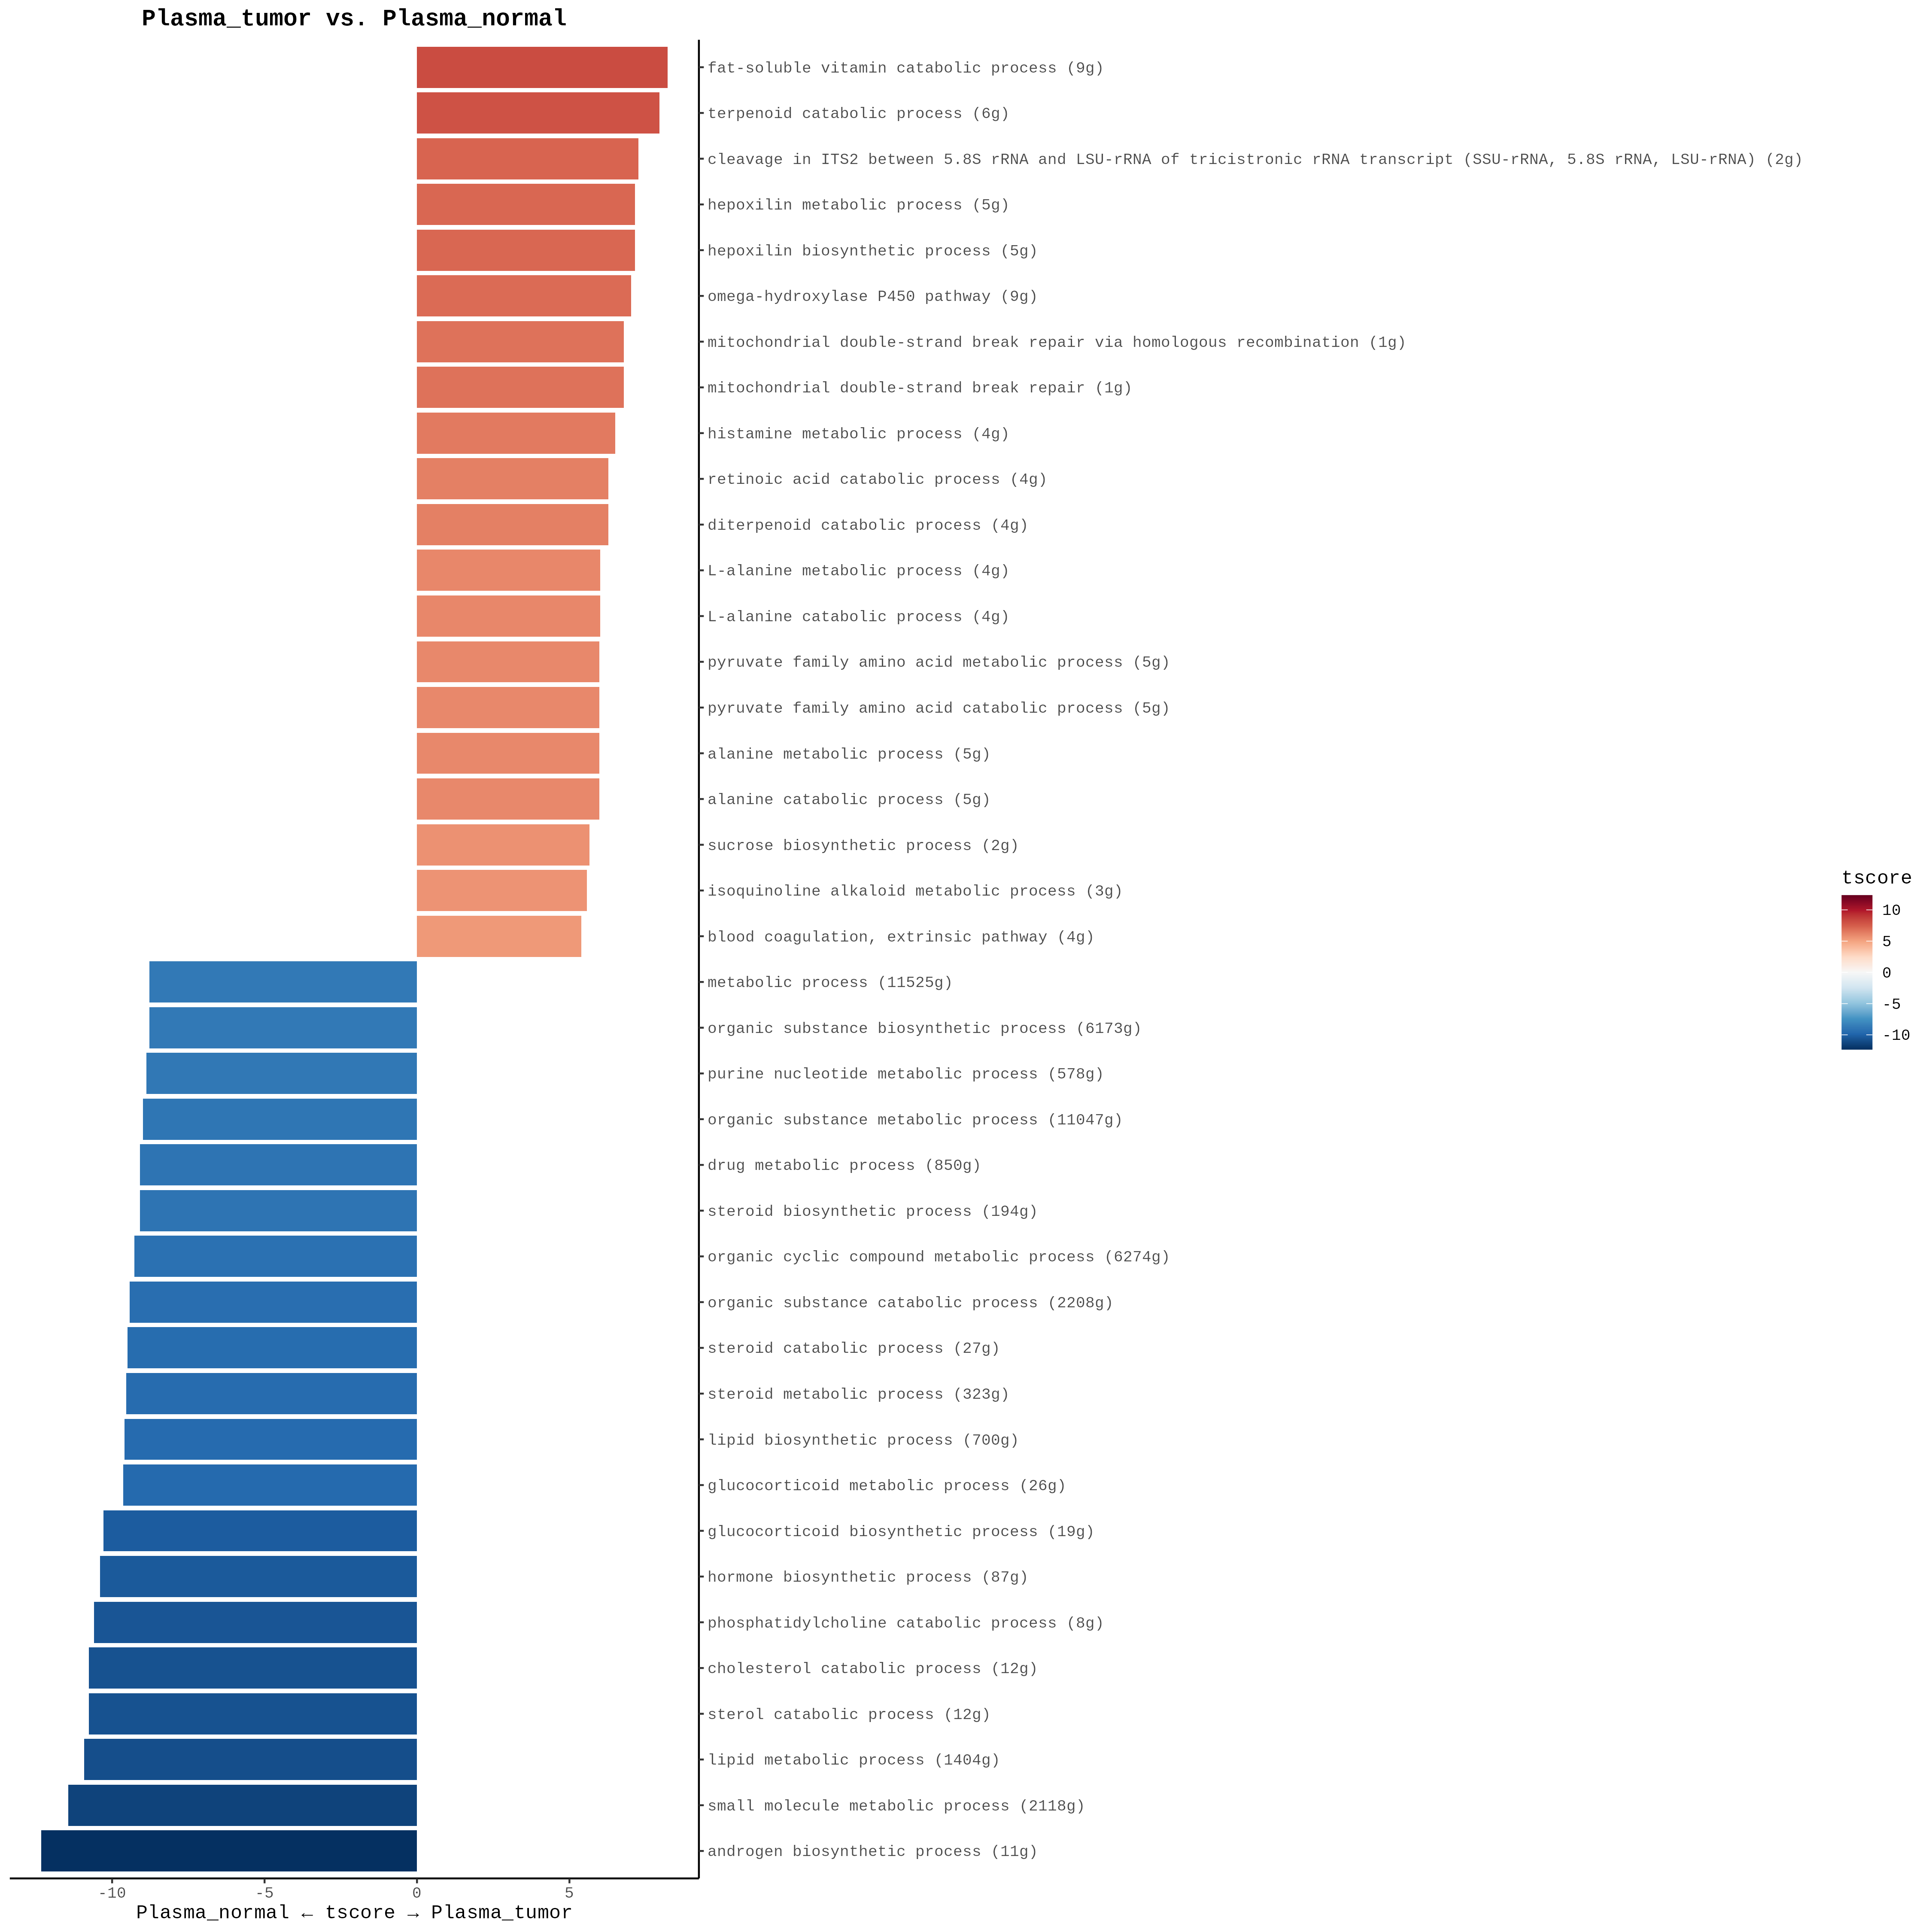 Plasma_tumor vs. Plasma_normal
fat-soluble vitamin catabolic process (9g)
terpenoid catabolic process (6g)
cleavage in ITS2 between 5.8S rRNA and LSU-rRNA of tricistronic rRNA transcript (SSU-rRNA, 5.8S rRNA, LSU-rRNA) (2g)
hepoxilin metabolic process (5g)
hepoxilin biosynthetic process (5g)
omega-hydroxylase P450 pathway (9g)
mitochondrial double-strand break repair via homologous recombination (1g)
mitochondrial double-strand break repair (1g)
histamine metabolic process (4g)
retinoic acid catabolic process (4g)
diterpenoid catabolic process (4g)
L-alanine metabolic process (4g)
L-alanine catabolic process (4g)
pyruvate family amino acid metabolic process (5g)
pyruvate family amino acid catabolic process (5g)
alanine metabolic process (5g)
alanine catabolic process (5g)
sucrose biosynthetic process (2g)
isoquinoline alkaloid metabolic process (3g)
blood coagulation, extrinsic pathway (4g)
metabolic process (11525g)
organic substance biosynthetic process (6173g)
purine nucleotide metabolic process (578g)
organic substance metabolic process (11047g)
drug metabolic process (850g)
steroid biosynthetic process (194g)
organic cyclic compound metabolic process (6274g)
organic substance catabolic process (2208g)
steroid catabolic process (27g)
steroid metabolic process (323g)
lipid biosynthetic process (700g)
glucocorticoid metabolic process (26g)
glucocorticoid biosynthetic process (19g)
hormone biosynthetic process (87g)
phosphatidylcholine catabolic process (8g)
cholesterol catabolic process (12g)
sterol catabolic process (12g)
lipid metabolic process (1404g)
small molecule metabolic process (2118g)
androgen biosynthetic process (11g)
-10 -5 0 5
Plasma_normal ← tscore → Plasma_tumor
tscore
10
5
0
-5
-10